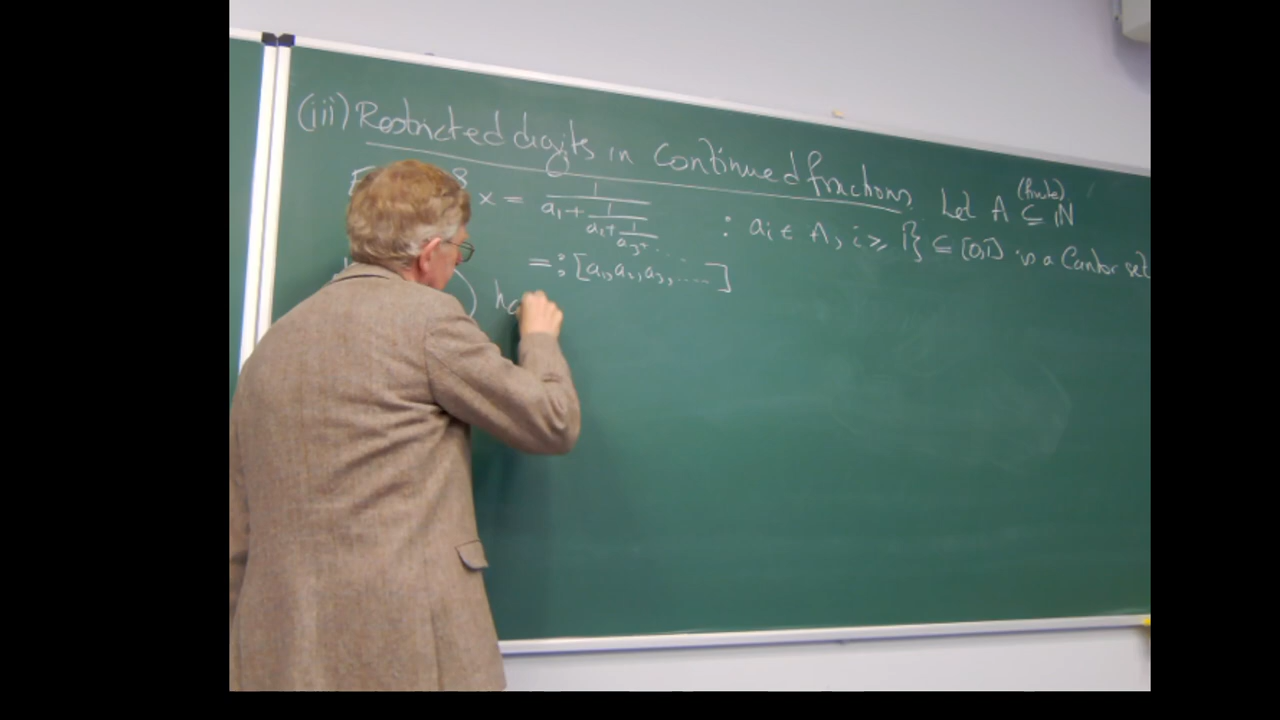 (iii) Restricted digits in Continued fractions. Let A ⊆ ℕ
(finite)
x = 1/(a₁+1/(a₂+1/(a₃+... : aᵢ ∈ A, i ≥ 1} ⊆ [0,1] is a Cantor set
=: [a₁,a₂,a₃,.....]
)